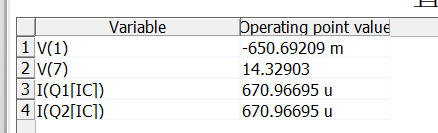 Variable Operating point value
1 V(1) -650.69209 m
2 V(7) 14.32903
3 I(Q1[IC]) 670.96695 u
4 I(Q2[IC]) 670.96695 u